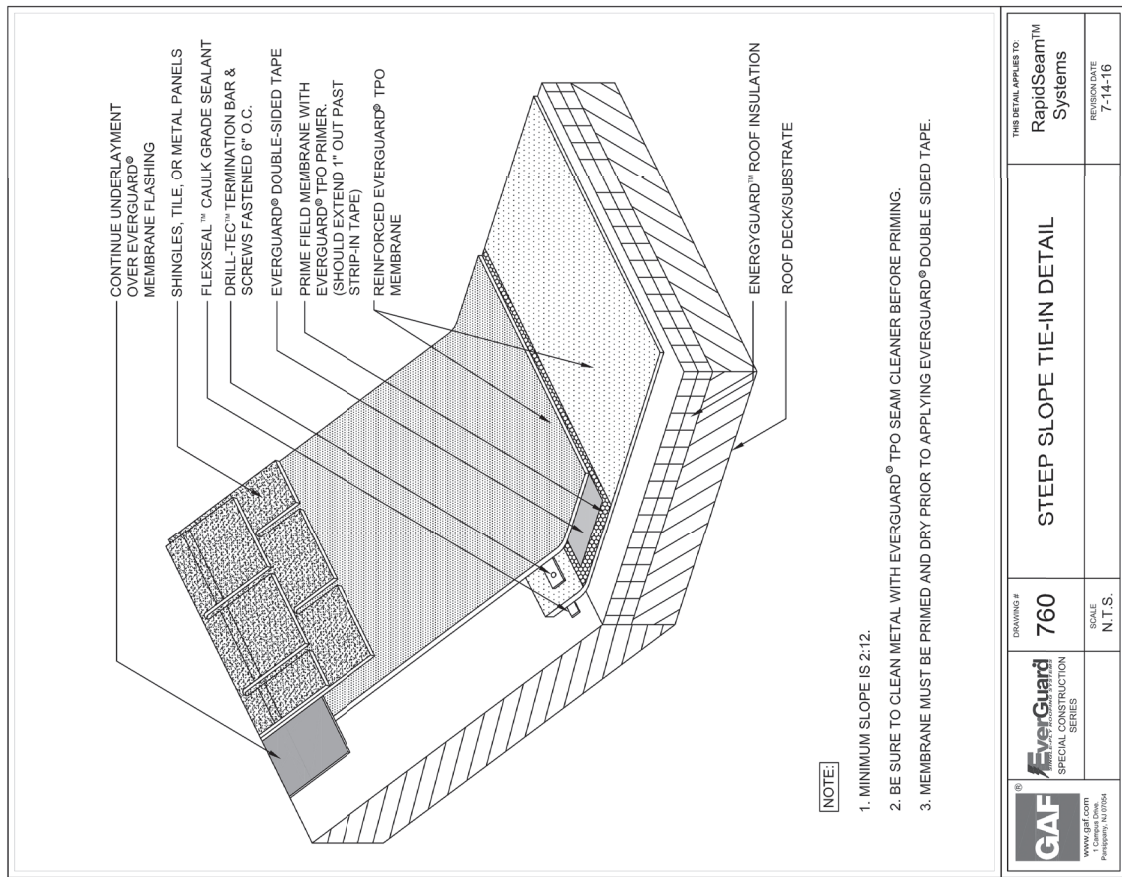 CONTINUE UNDERLAYMENT
OVER EVERGUARD®
MEMBRANE FLASHING
SHINGLES, TILE, OR METAL PANELS
FLEXSEAL™ CAULK GRADE SEALANT
DRILL-TEC™ TERMINATION BAR &
SCREWS FASTENED 6" O.C.
EVERGUARD® DOUBLE-SIDED TAPE
PRIME FIELD MEMBRANE WITH
EVERGUARD® TPO PRIMER.
(SHOULD EXTEND 1" OUT PAST
STRIP-IN TAPE)
REINFORCED EVERGUARD® TPO
MEMBRANE
ENERGYGUARD™ ROOF INSULATION
ROOF DECK/SUBSTRATE
NOTE:
1. MINIMUM SLOPE IS 2:12.
2. BE SURE TO CLEAN METAL WITH EVERGUARD® TPO SEAM CLEANER BEFORE PRIMING.
3. MEMBRANE MUST BE PRIMED AND DRY PRIOR TO APPLYING EVERGUARD® DOUBLE SIDED TAPE.
GAF®
www.gaf.com
1 Campus Drive,
Parsippany, NJ 07054
EverGuard
SINGLE-PLY ROOFING SYSTEMS
SPECIAL CONSTRUCTION
SERIES
DRAWING #
760
SCALE
N.T.S.
STEEP SLOPE TIE-IN DETAIL
THIS DETAIL APPLIES TO:
RapidSeam™
Systems
REVISION DATE
7-14-16